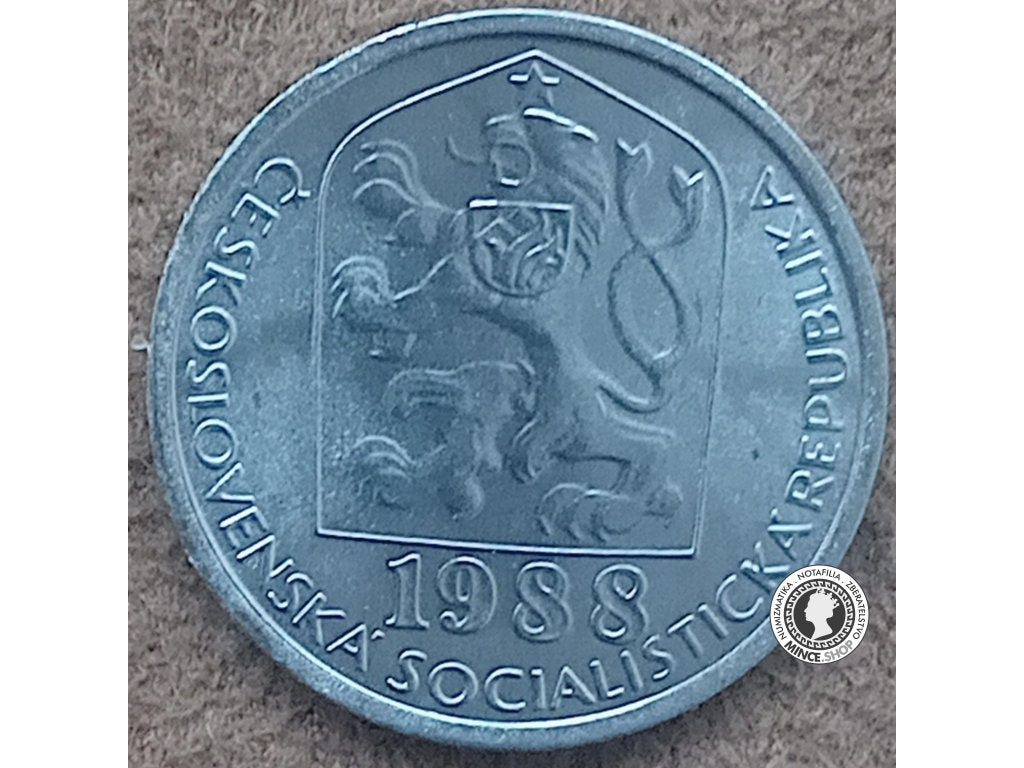 ČESKOSLOVENSKÁ SOCIALISTICKÁ REPUBLIKA
1988
NUMIZMATIKA . NOTAFILIA . ZBERATEĽSTVO
MINCE.SHOP